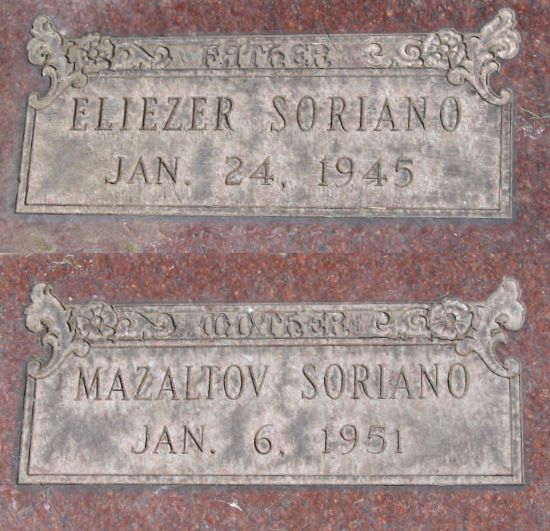 FATHER
ELIEZER SORIANO
JAN. 24, 1945
MOTHER
MAZALTOV SORIANO
JAN. 6, 1951